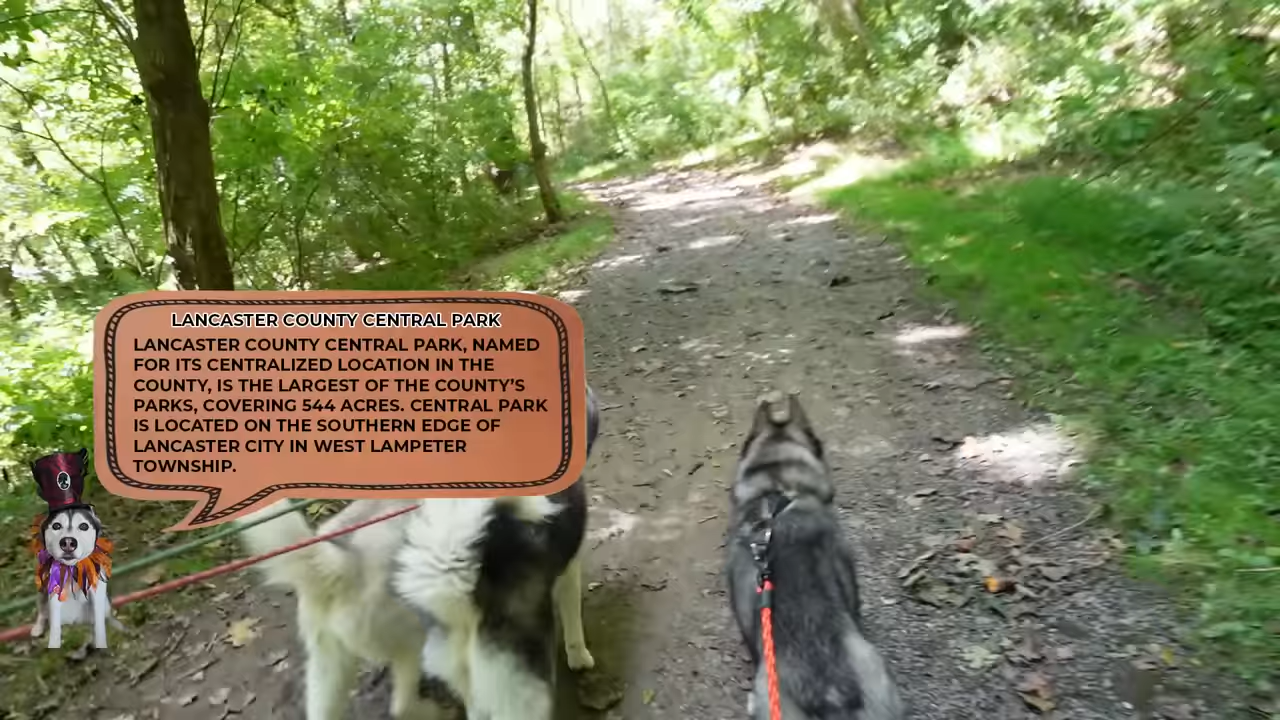 LANCASTER COUNTY CENTRAL PARK
LANCASTER COUNTY CENTRAL PARK, NAMED
FOR ITS CENTRALIZED LOCATION IN THE
COUNTY, IS THE LARGEST OF THE COUNTY'S
PARKS, COVERING 544 ACRES. CENTRAL PARK
IS LOCATED ON THE SOUTHERN EDGE OF
LANCASTER CITY IN WEST LAMPETER
TOWNSHIP.